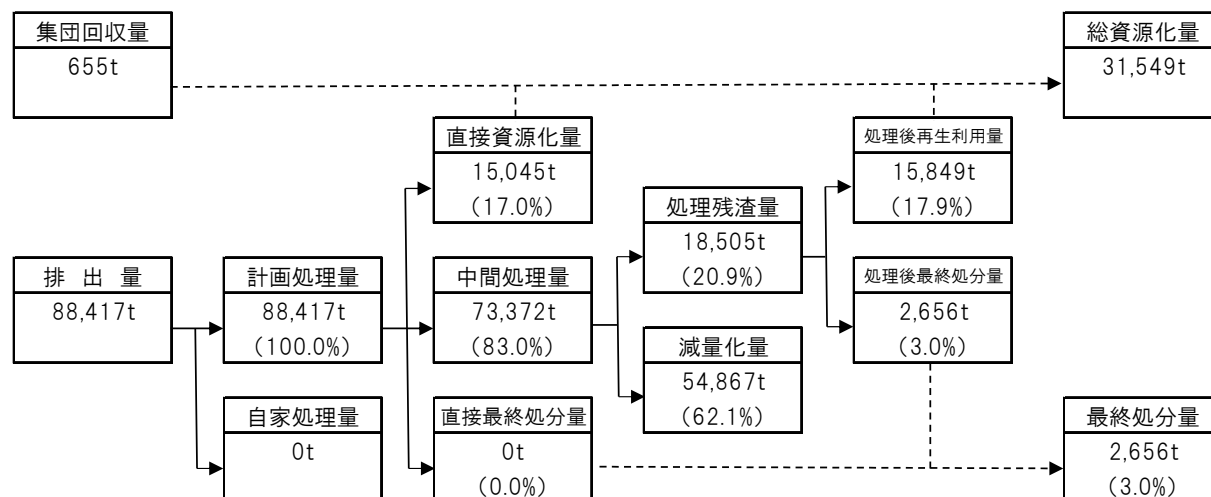 集団回収量
655t
総資源化量
31,549t
直接資源化量
15,045t
(17.0%)
処理後再生利用量
15,849t
(17.9%)
処理残渣量
18,505t
(20.9%)
排 出 量
88,417t
計画処理量
88,417t
(100.0%)
中間処理量
73,372t
(83.0%)
処理後最終処分量
2,656t
(3.0%)
減量化量
54,867t
(62.1%)
自家処理量
0t
直接最終処分量
0t
(0.0%)
最終処分量
2,656t
(3.0%)